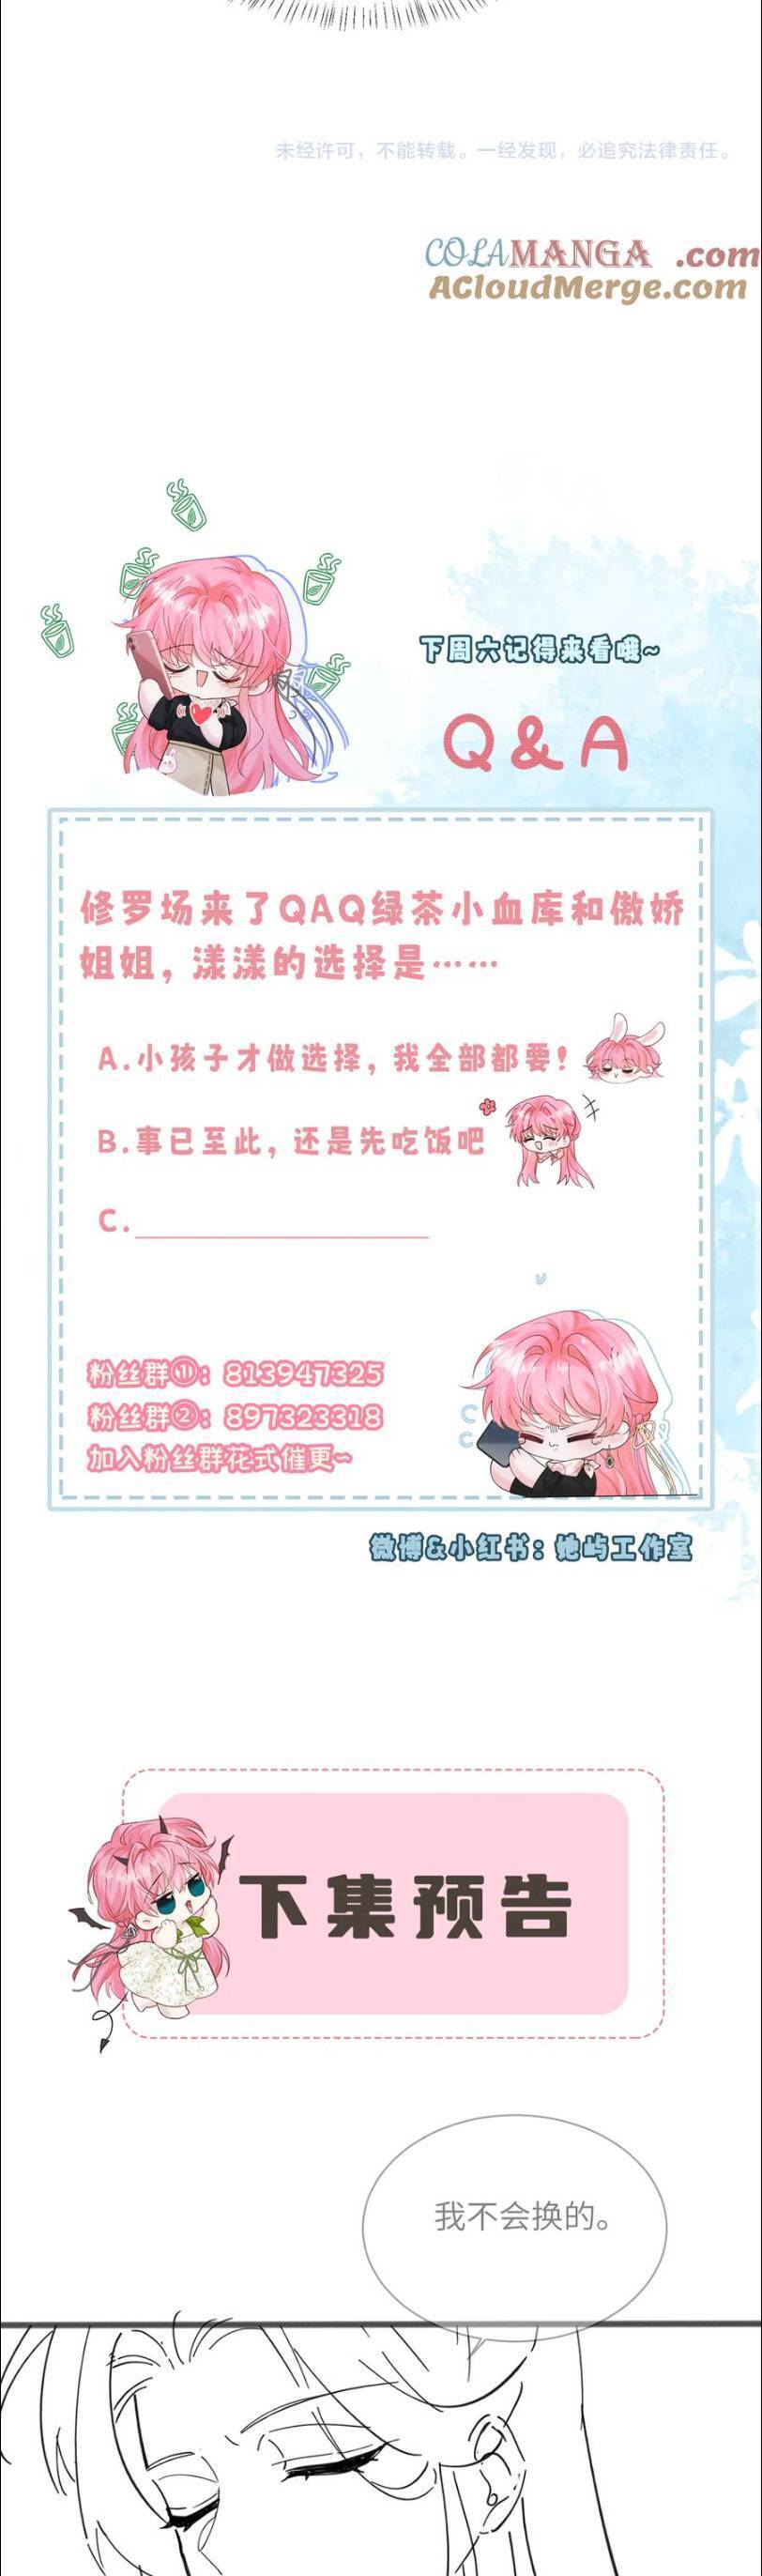 未经许可，不能转载。一经发现，必追究法律责任。
COLAMANGA .com
ACloudMerge.com
下周六记得来看哦~
Q&A
修罗场来了QAQ绿茶小血库和傲娇
姐姐，漾漾的选择是……
A.小孩子才做选择，我全部都要！
B.事已至此，还是先吃饭吧
C.
粉丝群①：813947325
粉丝群②：897323318
加入粉丝群花式催更~
微博&小红书：她屿工作室
下集预告
我不会换的。